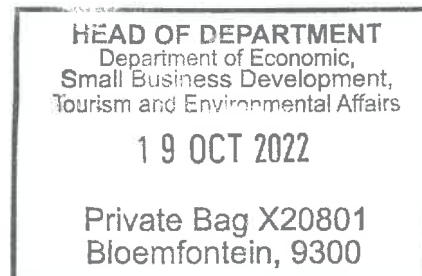 HEAD OF DEPARTMENT
Department of Economic,
Small Business Development,
Tourism and Environmental Affairs
19 OCT 2022
Private Bag X20801
Bloemfontein, 9300